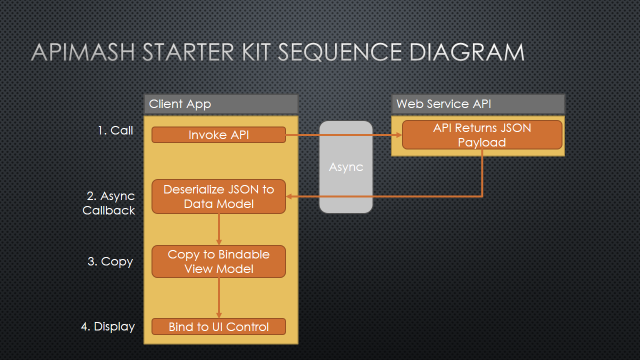 APIMASH STARTER KIT SEQUENCE DIAGRAM
Client App
Web Service API
1. Call
Invoke API
API Returns JSON
Payload
Async
2. Async
Callback
Deserialize JSON to
Data Model
3. Copy
Copy to Bindable
View Model
4. Display
Bind to UI Control